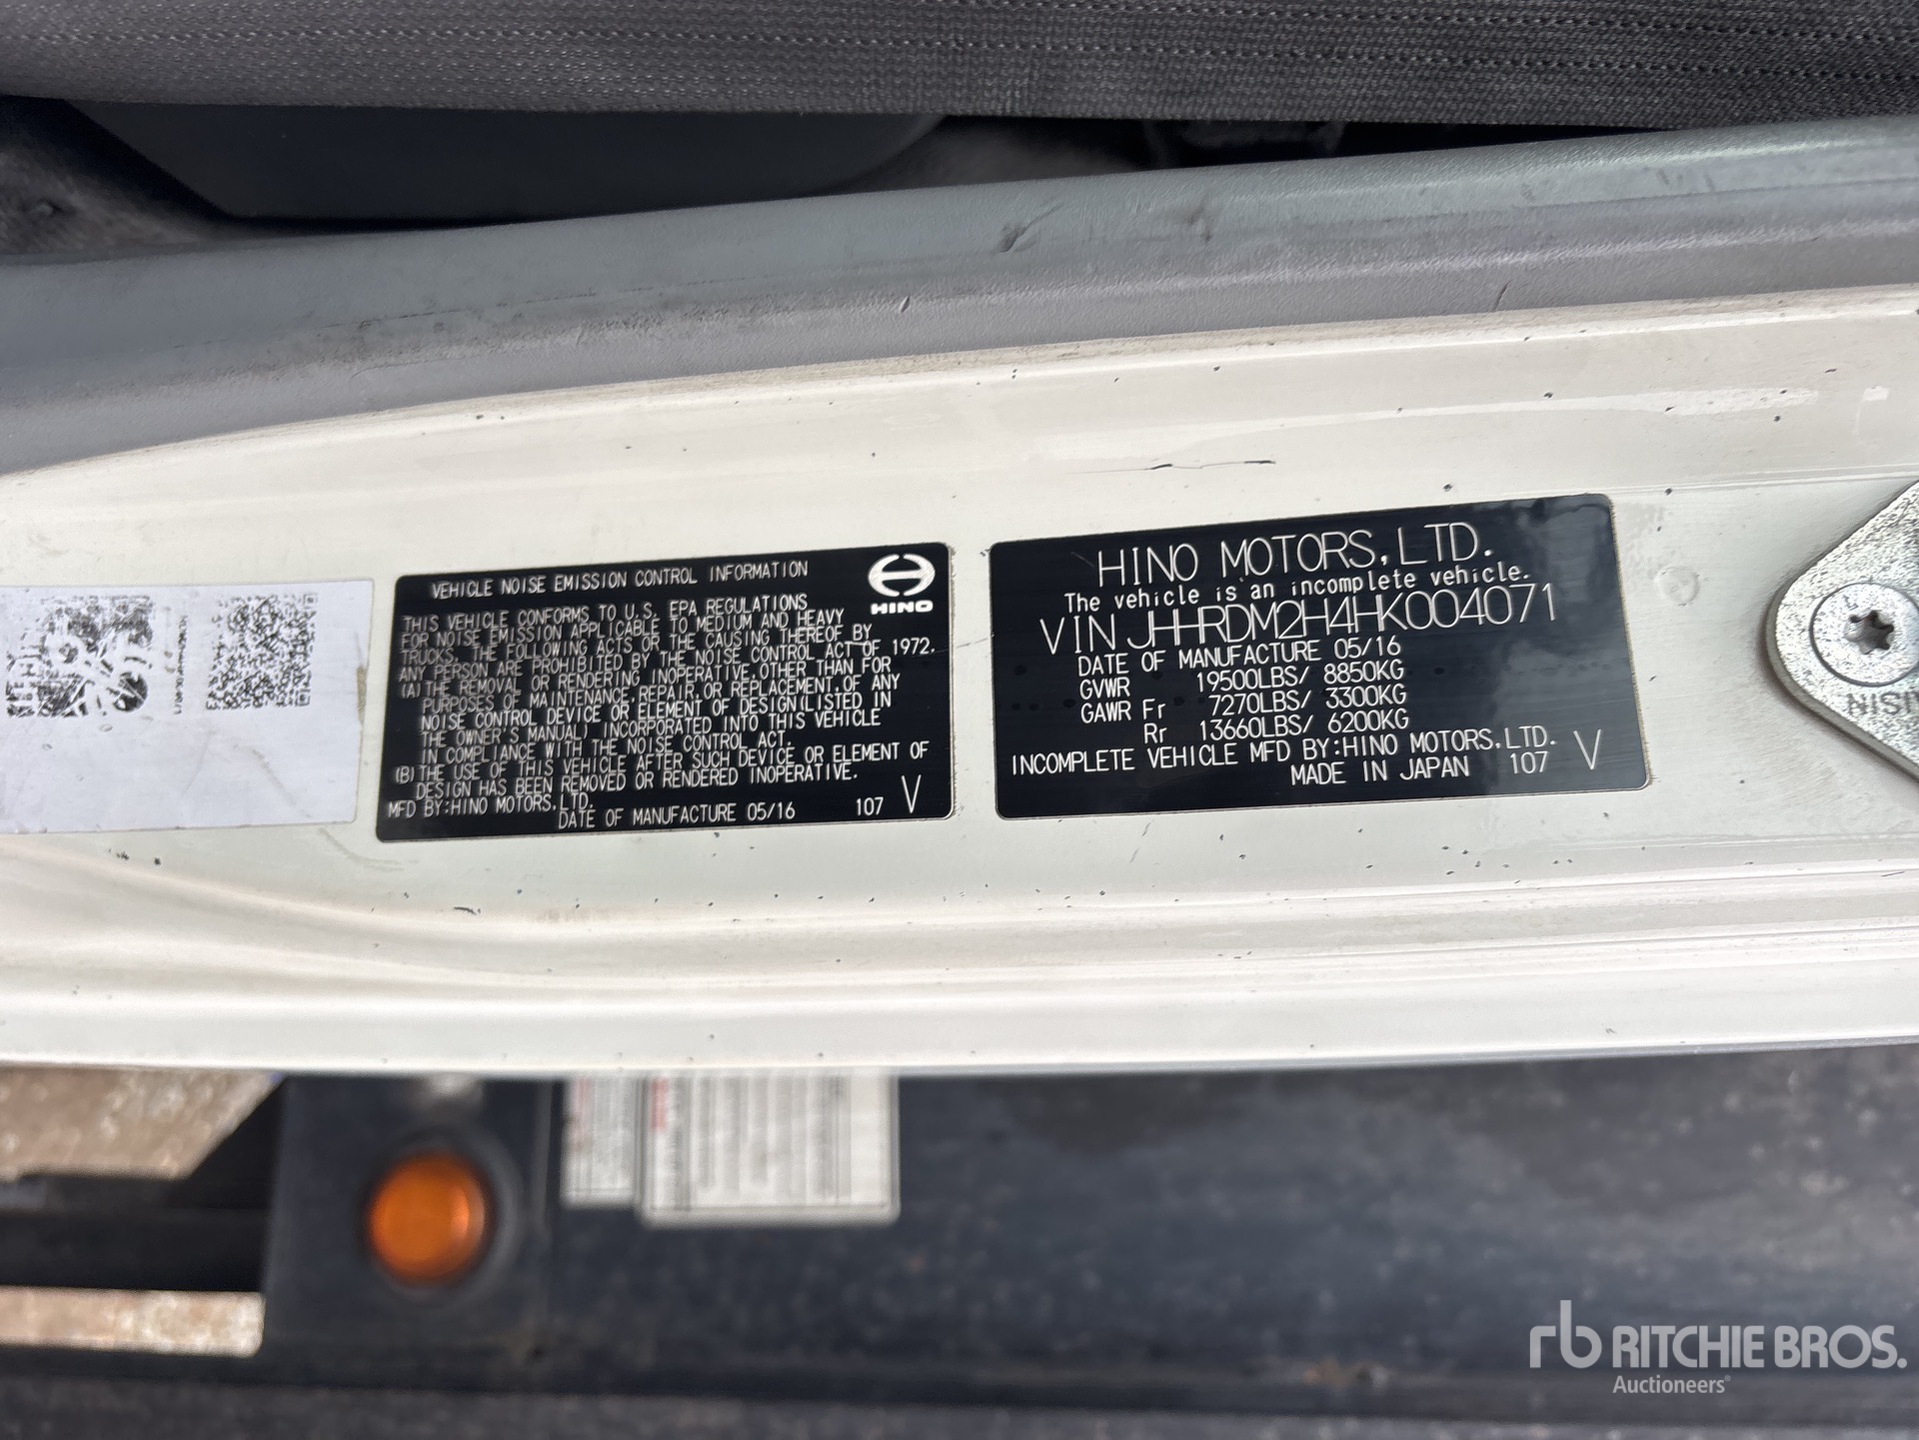 VEHICLE NOISE EMISSION CONTROL INFORMATION
HINO
THIS VEHICLE CONFORMS TO U.S. EPA REGULATIONS
FOR NOISE EMISSION APPLICABLE TO MEDIUM AND HEAVY
TRUCKS. THE FOLLOWING ACTS OR THE CAUSING THEREOF BY
ANY PERSON ARE PROHIBITED BY THE NOISE CONTROL ACT OF 1972.
(A) THE REMOVAL OR RENDERING INOPERATIVE, OTHER THAN FOR
PURPOSES OF MAINTENANCE, REPAIR, OR REPLACEMENT, OF ANY
NOISE CONTROL DEVICE OR ELEMENT OF DESIGN(LISTED IN
THE OWNER'S MANUAL) INCORPORATED INTO THIS VEHICLE
IN COMPLIANCE WITH THE NOISE CONTROL ACT.
(B) THE USE OF THIS VEHICLE AFTER SUCH DEVICE OR ELEMENT OF
DESIGN HAS BEEN REMOVED OR RENDERED INOPERATIVE.
MFD BY:HINO MOTORS, LTD.
DATE OF MANUFACTURE 05/16 107 V
HINO MOTORS, LTD.
The vehicle is an incomplete vehicle.
VIN JHHRDM2H4HK004071
DATE OF MANUFACTURE 05/16
GVWR 19500LBS/ 8850KG
GAWR Fr 7270LBS/ 3300KG
Rr 13660LBS/ 6200KG
INCOMPLETE VEHICLE MFD BY:HINO MOTORS, LTD.
MADE IN JAPAN 107 V
rb RITCHIE BROS.
Auctioneers